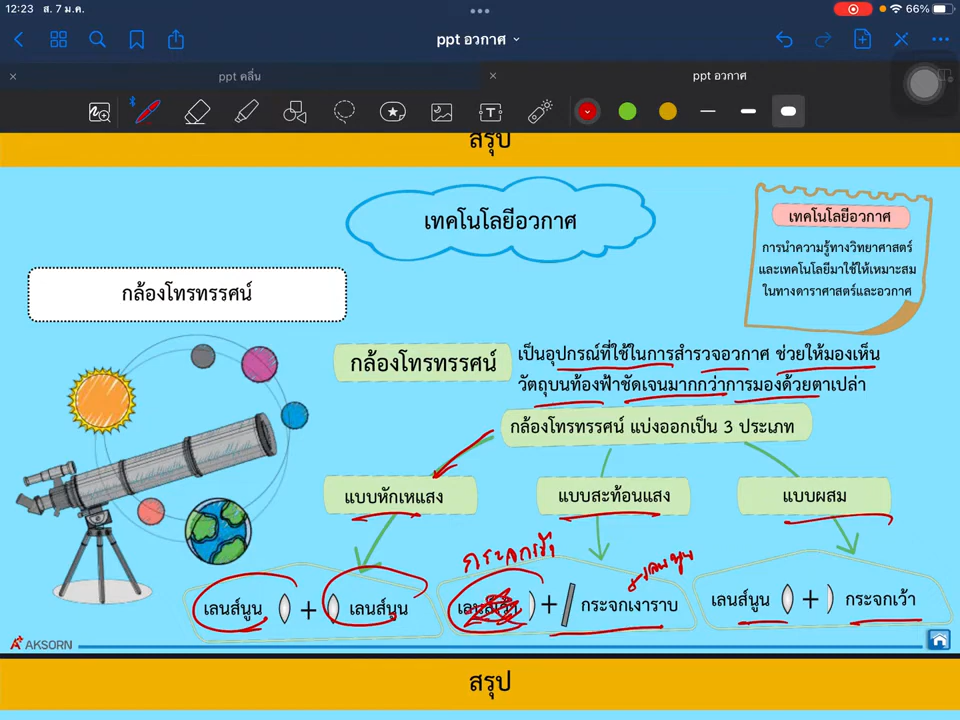 12:23 ส. 7 ม.ค.
66%
ppt อวกาศ
ppt คลื่น
ppt อวกาศ
สรุป
เทคโนโลยีอวกาศ
เทคโนโลยีอวกาศ
การนำความรู้ทางวิทยาศาสตร์
และเทคโนโลยีมาใช้ให้เหมาะสม
ในทางดาราศาสตร์และอวกาศ
กล้องโทรทรรศน์
กล้องโทรทรรศน์
เป็นอุปกรณ์ที่ใช้ในการสำรวจอวกาศ ช่วยให้มองเห็น
วัตถุบนท้องฟ้าชัดเจนมากกว่าการมองด้วยตาเปล่า
กล้องโทรทรรศน์ แบ่งออกเป็น 3 ประเภท
แบบหักเหแสง
แบบสะท้อนแสง
แบบผสม
เลนส์นูน + เลนส์นูน
กระจกเว้า
เลนส์เว้า + กระจกเงาราบ
เลนส์นูน + กระจกเว้า
AKSORN
สรุป